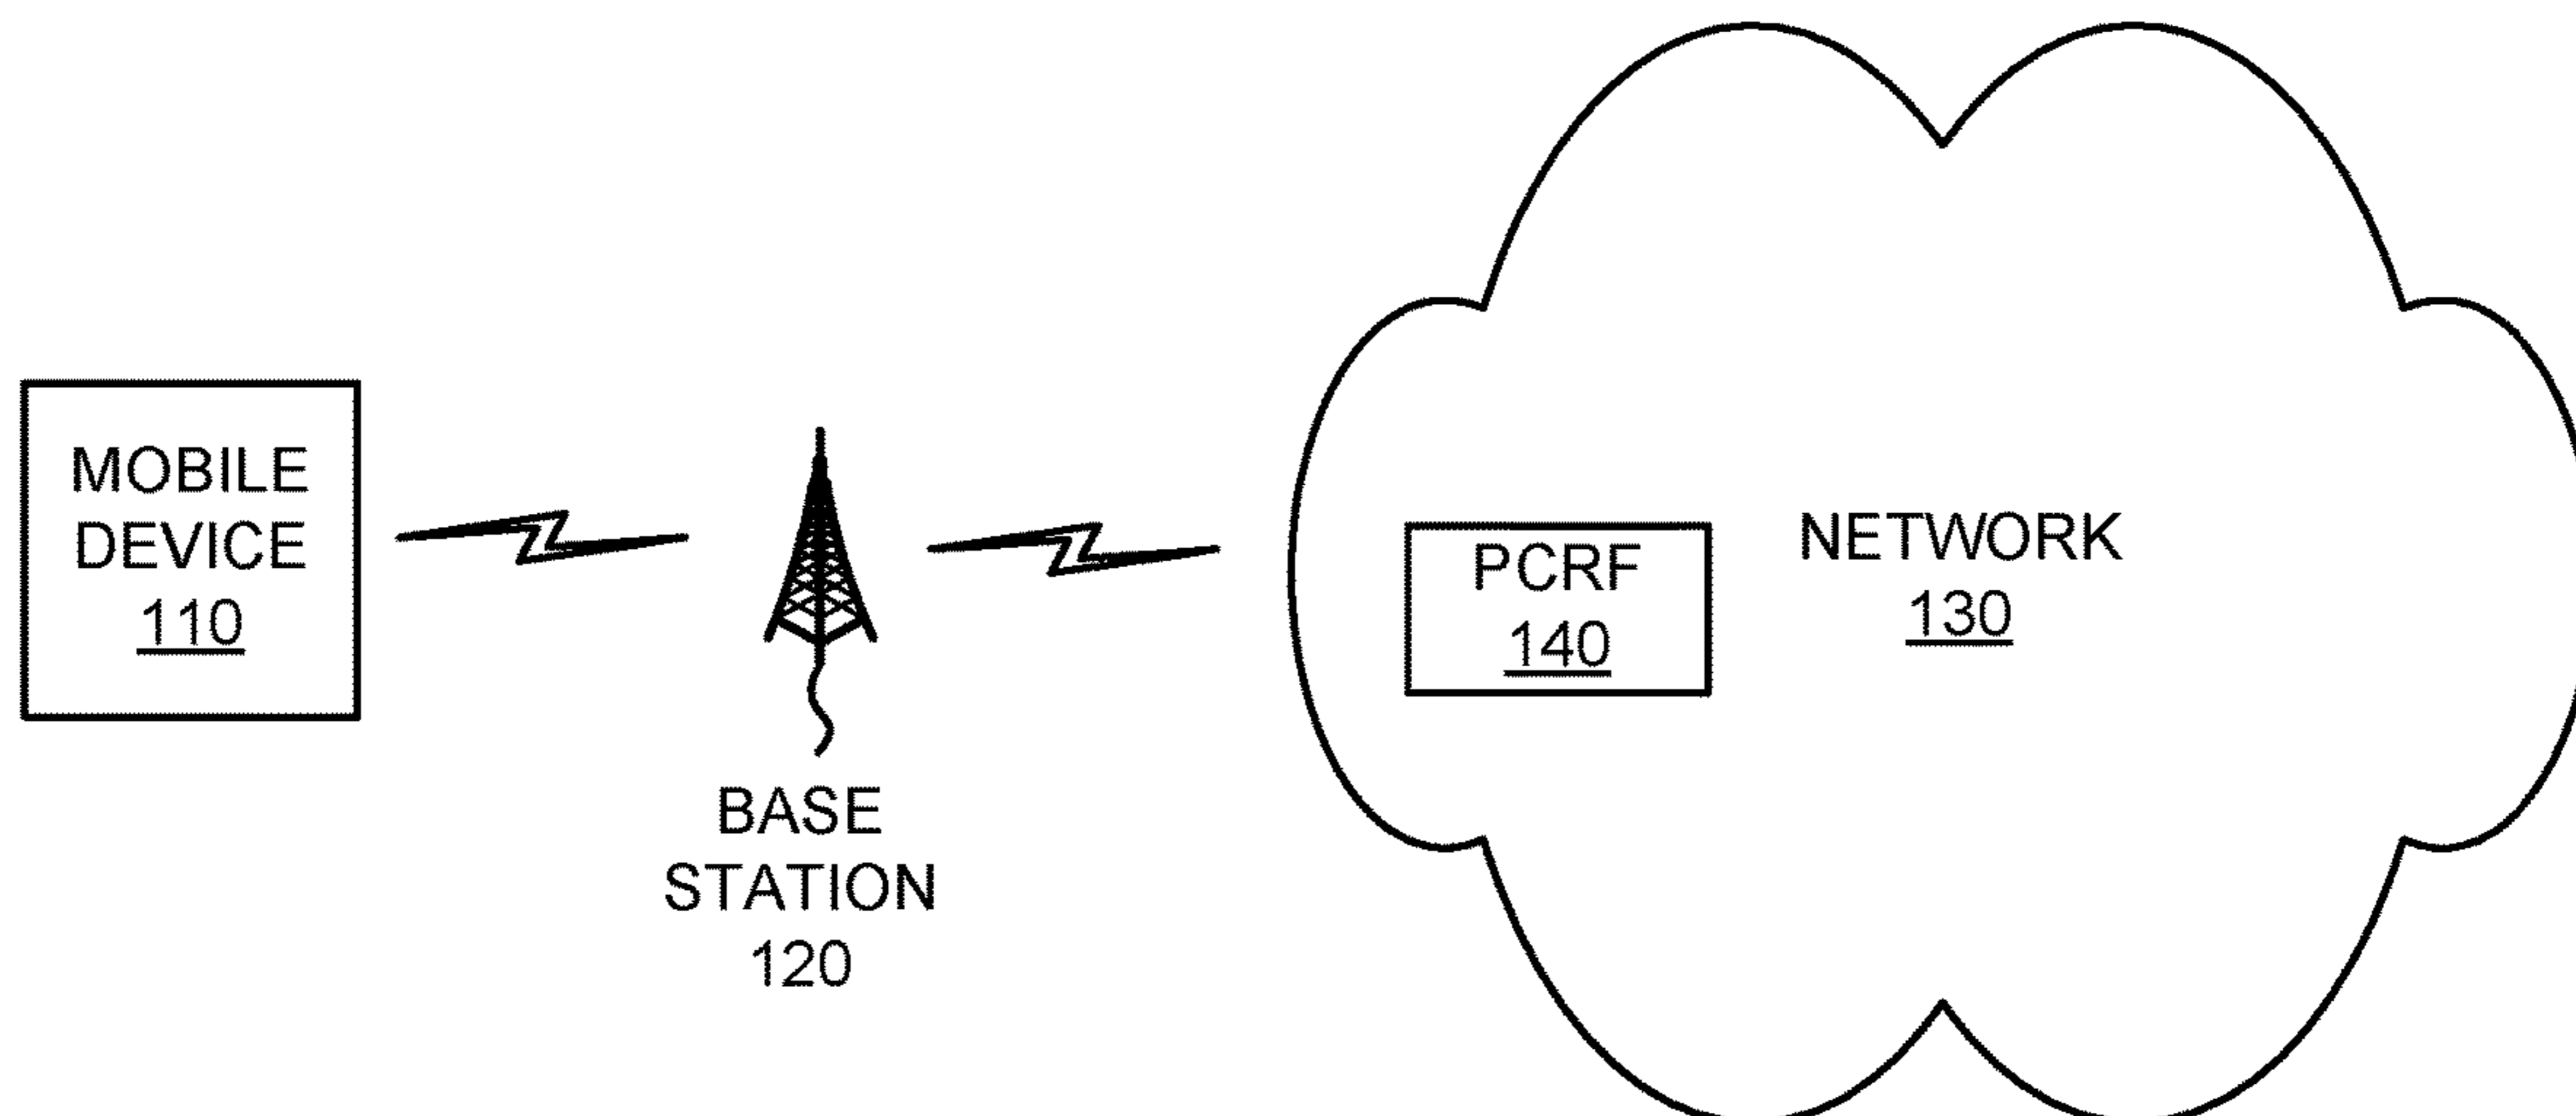 MOBILE
DEVICE
110
BASE
STATION
120
PCRF
140
NETWORK
130